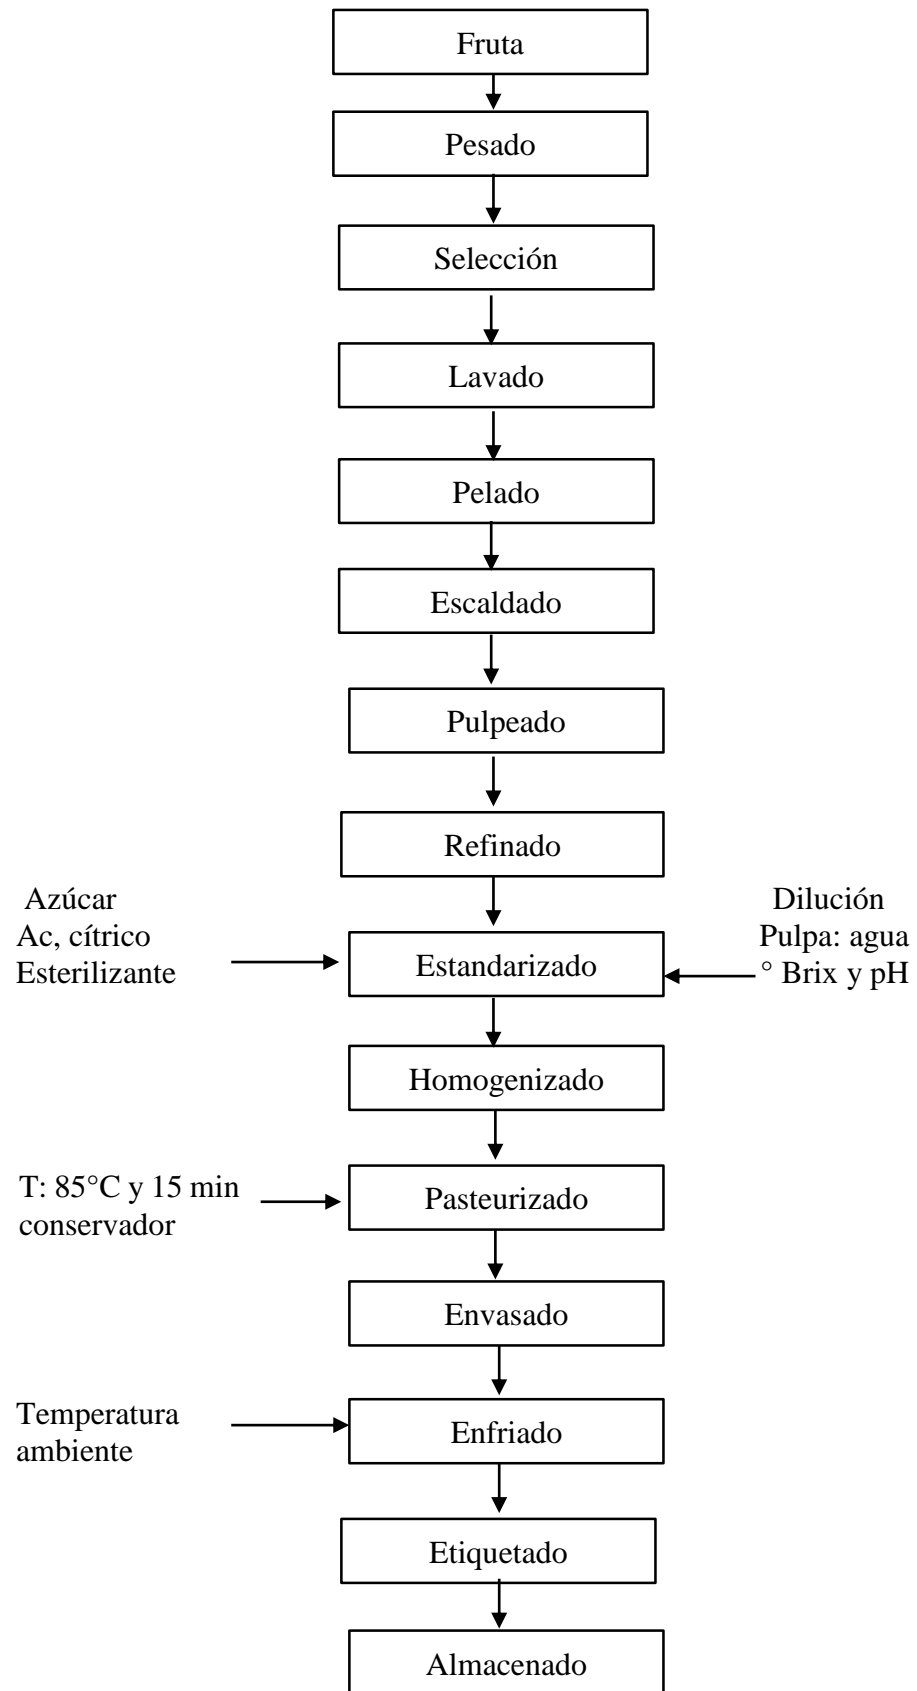 Fruta
Pesado
Selección
Lavado
Pelado
Escaldado
Pulpeado
Refinado
Azúcar
Ac, cítrico
Esterilizante
Estandarizado
Dilución
Pulpa: agua
° Brix y pH
Homogenizado
T: 85°C y 15 min
conservador
Pasteurizado
Envasado
Temperatura
ambiente
Enfriado
Etiquetado
Almacenado